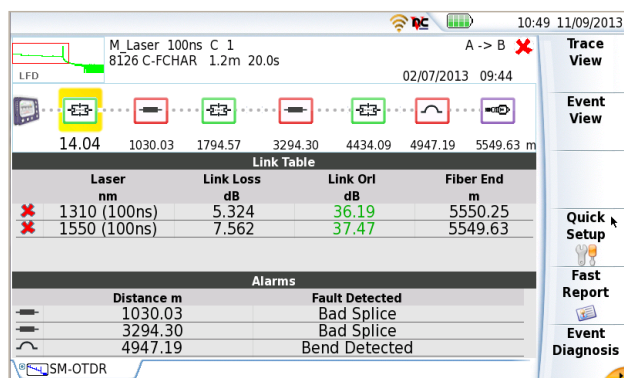 10:49 11/09/2013
M_Laser 100ns C 1
A -> B
8126 C-FCHAR 1.2m 20.0s
LFD
02/07/2013 09:44
14.04 1030.03 1794.57 3294.30 4434.09 4947.19 5549.63 m
Link Table
Laser Link Loss Link Orl Fiber End
nm dB dB m
1310 (100ns) 5.324 36.19 5550.25
1550 (100ns) 7.562 37.47 5549.63
Alarms
Distance m Fault Detected
1030.03 Bad Splice
3294.30 Bad Splice
4947.19 Bend Detected
SM-OTDR
Trace
View
Event
View
Quick
Setup
Fast
Report
Event
Diagnosis